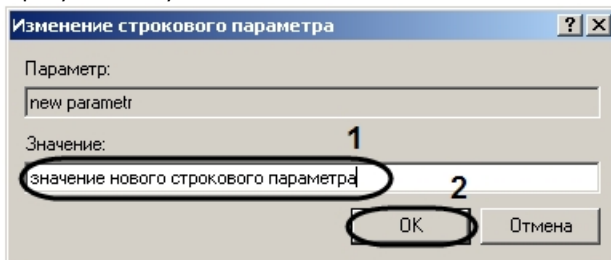 Изменение строкового параметра
Параметр:
new parametr
Значение:
1
значение нового строкового параметра
2
OK Отмена